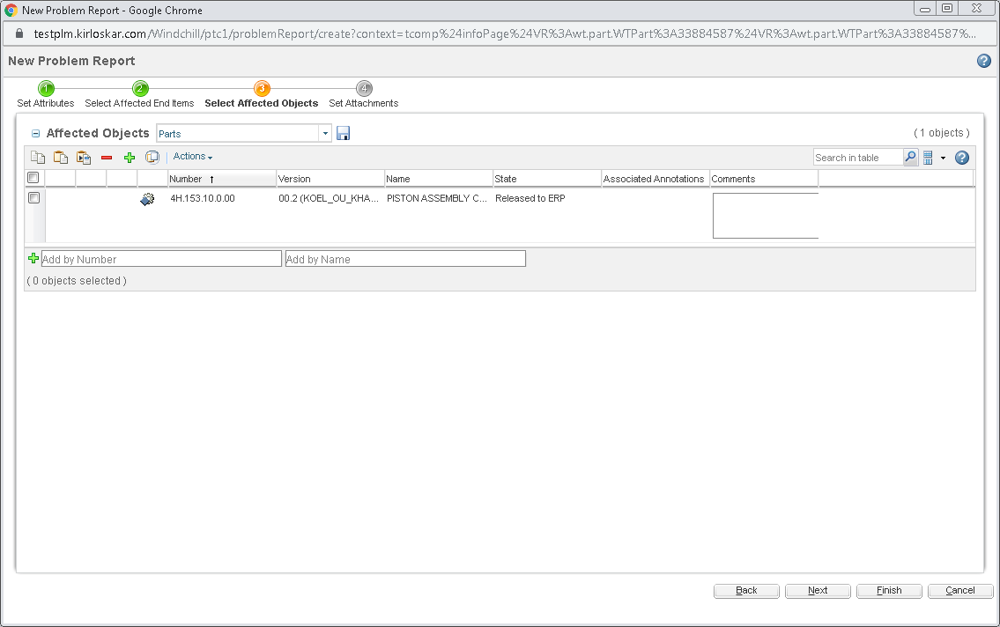 New Problem Report - Google Chrome
testplm.kirloskar.com/Windchill/ptc1/problemReport/create?context=tcomp%24infoPage%24VR%3Awt.part.WTPart%3A33884587%24VR%3Awt.part.WTPart%3A33884587%...
New Problem Report
1 2 3 4
Set Attributes Select Affected End Items Select Affected Objects Set Attachments
Affected Objects Parts ( 1 objects )
Actions Search in table
Number ↑ Version Name State Associated Annotations Comments
4H.153.10.0.00 00.2 (KOEL_OU_KHA... PISTON ASSEMBLY C... Released to ERP
Add by Number Add by Name
( 0 objects selected )
Back Next Finish Cancel